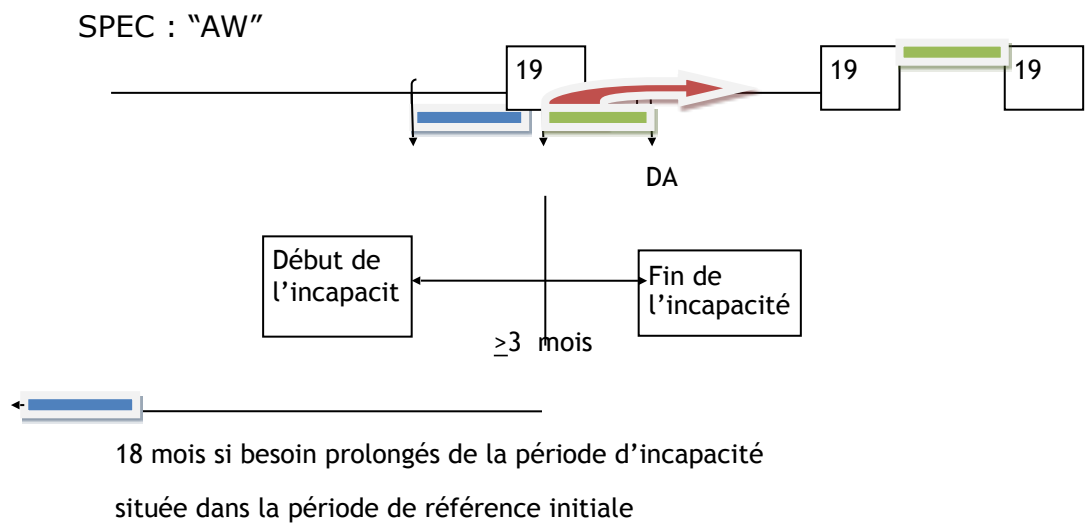 SPEC : “AW”
19
19
19
DA
Début de
l’incapacit
Fin de
l’incapacité
≥3 mois
18 mois si besoin prolongés de la période d’incapacité
située dans la période de référence initiale